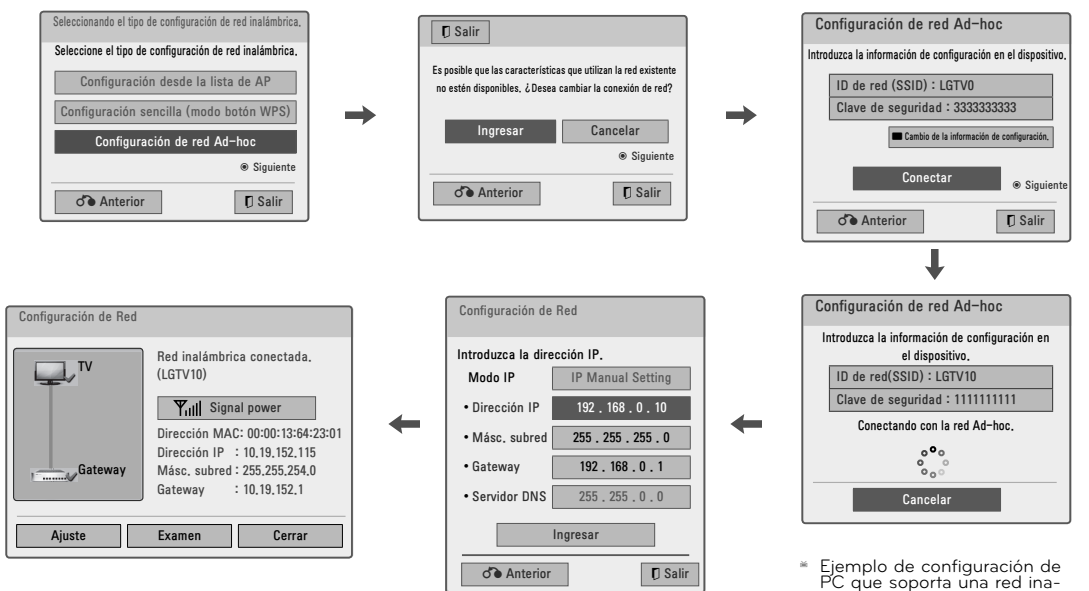 Seleccionando el tipo de configuración de red inalámbrica.
Seleccione el tipo de configuración de red inalámbrica.
Configuración desde la lista de AP
Configuración sencilla (modo botón WPS)
Configuración de red Ad-hoc
◉ Siguiente
Anterior
Salir
Salir
Es posible que las características que utilizan la red existente
no estén disponibles. ¿Desea cambiar la conexión de red?
Ingresar
Cancelar
◉ Siguiente
Anterior
Salir
Configuración de red Ad-hoc
Introduzca la información de configuración en el dispositivo.
ID de red (SSID) : LGTV0
Clave de seguridad : 3333333333
Cambio de la información de configuración.
Conectar
◉ Siguiente
Anterior
Salir
Configuración de red Ad-hoc
Introduzca la información de configuración en
el dispositivo.
ID de red(SSID) : LGTV10
Clave de seguridad : 1111111111
Conectando con la red Ad-hoc.
Cancelar
Configuración de Red
Introduzca la dirección IP.
Modo IP IP Manual Setting
• Dirección IP 192 . 168 . 0 . 10
• Másc. subred 255 . 255 . 255 . 0
• Gateway 192 . 168 . 0 . 1
• Servidor DNS 255 . 255 . 0 . 0
Ingresar
Anterior
Salir
Configuración de Red
TV
Gateway
Red inalámbrica conectada.
(LGTV10)
Signal power
Dirección MAC: 00:00:13:64:23:01
Dirección IP : 10.19.152.115
Másc. subred : 255.255.254.0
Gateway : 10.19.152.1
Ajuste
Examen
Cerrar
* Ejemplo de configuración de
PC que soporta una red ina-